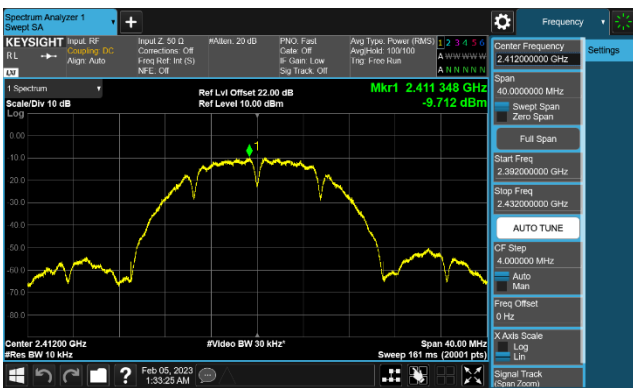 Spectrum Analyzer 1
Swept SA
+
Frequency
KEYSIGHT
RL
LXI
Input: RF
Coupling: DC
Align: Auto
Input Z: 50 Ω
Corrections: Off
Freq Ref: Int (S)
NFE: Off
#Atten: 20 dB
PNO: Fast
Gate: Off
IF Gain: Low
Sig Track: Off
Avg Type: Power (RMS)
Avg|Hold: 100/100
Trig: Free Run
1 2 3 4 5 6
A W W W W W
A N N N N N
Center Frequency
2.412000000 GHz
Settings
Span
40.0000000 MHz
Swept Span
Zero Span
Full Span
Start Freq
2.392000000 GHz
Stop Freq
2.432000000 GHz
AUTO TUNE
CF Step
4.000000 MHz
Auto
Man
Freq Offset
0 Hz
X Axis Scale
Log
Lin
Signal Track
(Span Zoom)
1 Spectrum
Scale/Div 10 dB
Log
Ref Lvl Offset 22.00 dB
Ref Level 10.00 dBm
Mkr1 2.411 348 GHz
-9.712 dBm
1
0.00
-10.0
-20.0
-30.0
-40.0
-50.0
-60.0
-70.0
-80.0
Center 2.41200 GHz
#Res BW 10 kHz
#Video BW 30 kHz*
Span 40.00 MHz
Sweep 161 ms (20001 pts)
?
Feb 05, 2023
1:33:25 AM